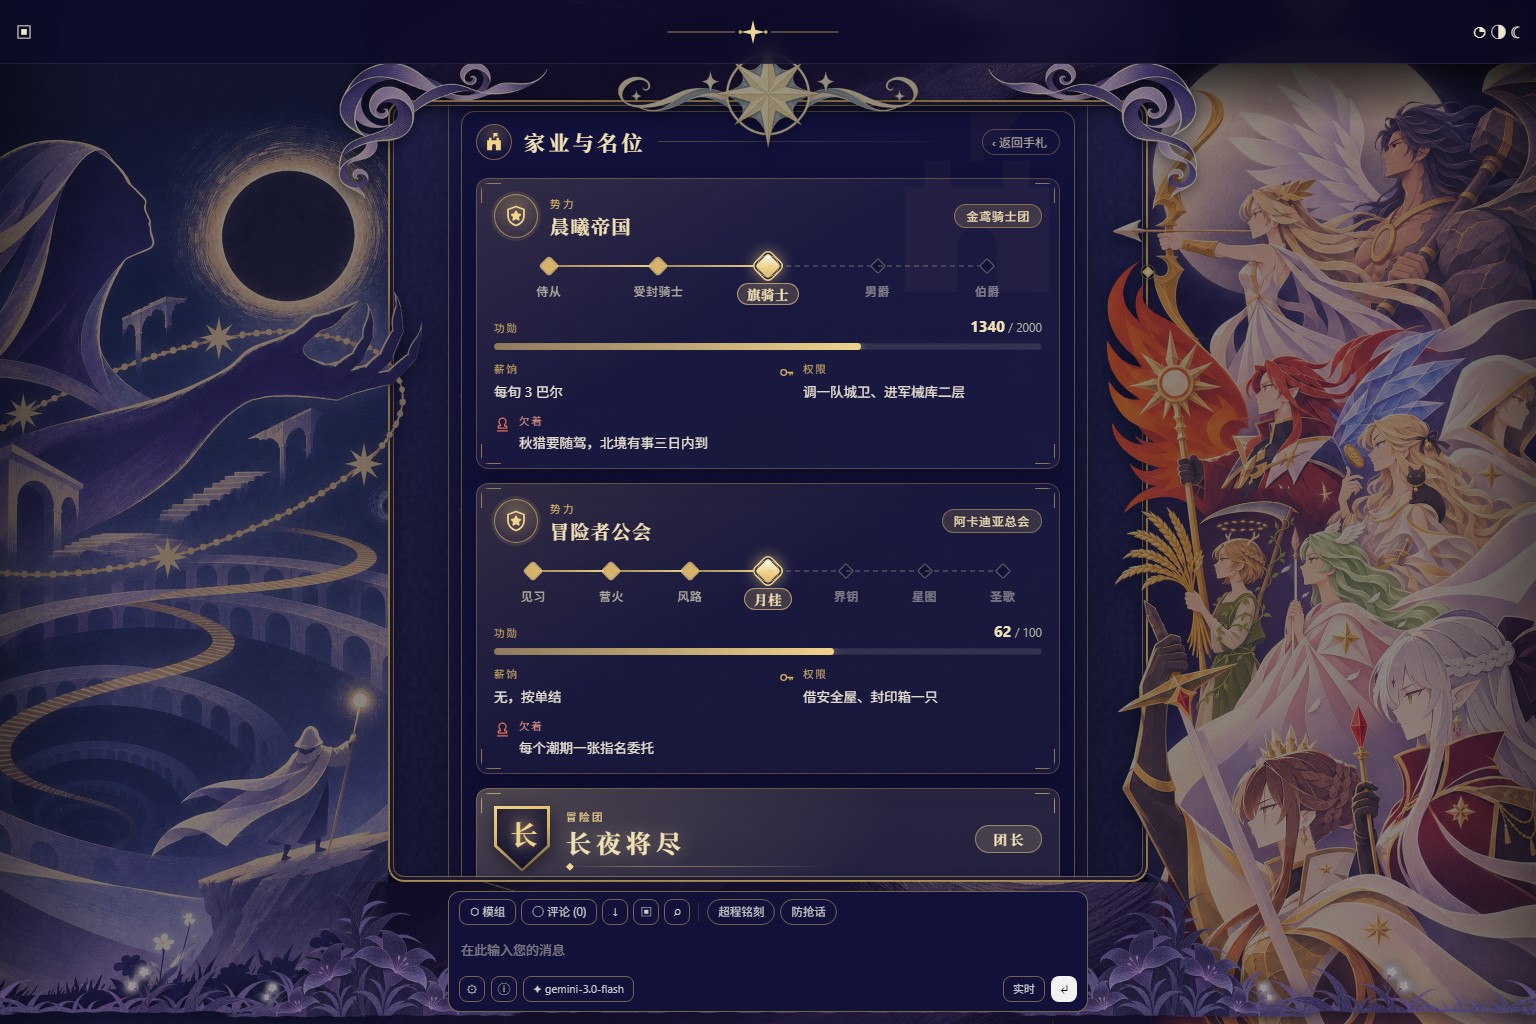 家业与名位
‹ 返回手札
势力
晨曦帝国
金鸢骑士团
侍从 受封骑士 旗骑士 男爵 伯爵
功勋 1340 / 2000
薪饷 权限
每旬 3 巴尔 调一队城卫、进军械库二层
欠着
秋猎要随驾，北境有事三日内到
势力
冒险者公会
阿卡迪亚总会
见习 营火 风路 月桂 界钥 星图 圣歌
功勋 62 / 100
薪饷 权限
无，按单结 借安全屋、封印箱一只
欠着
每个潮期一张指名委托
长
冒险团
长夜将尽
团长
模组 评论 (0) 超程铭刻 防抢话
在此输入您的消息
gemini-3.0-flash 实时